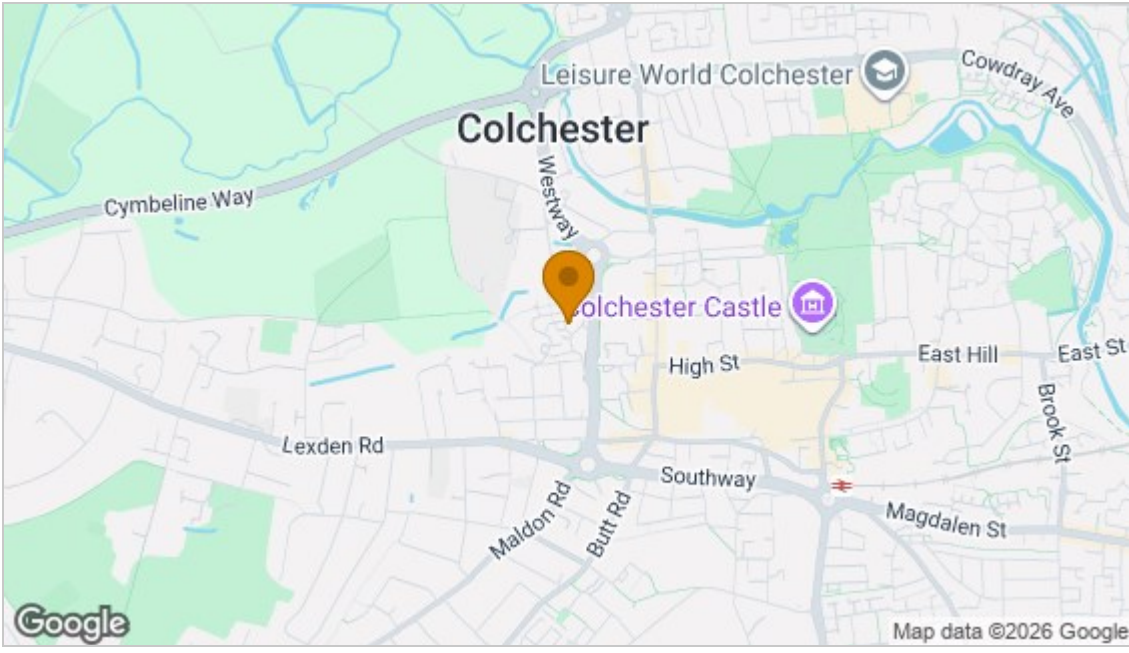 Leisure World Colchester
Cowdray Ave
Colchester
Westway
Cymbeline Way
olchester Castle
High St
East Hill
East St
Brook St
Lexden Rd
Southway
Maldon Rd
Butt Rd
Magdalen St
Google
Map data ©2026 Google